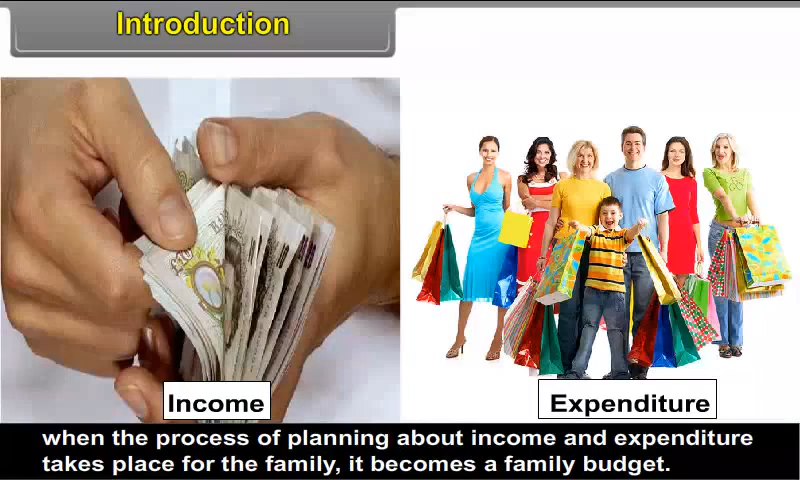 Introduction
Income
Expenditure
when the process of planning about income and expenditure
takes place for the family, it becomes a family budget.